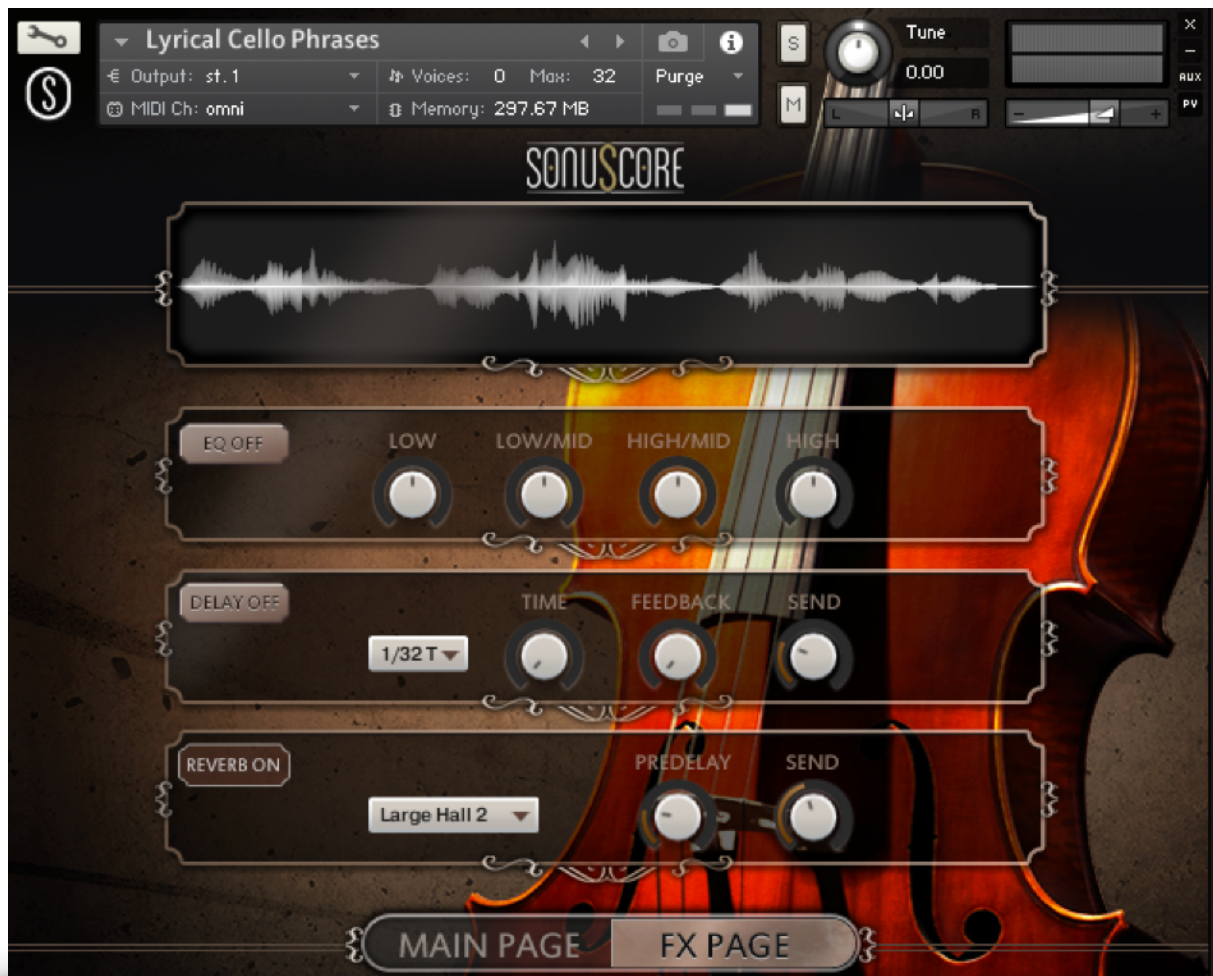 Lyrical Cello Phrases
i
S
Tune
x
–
Output: st. 1
Voices: 0 Max: 32
Purge
0.00
AUX
S
MIDI Ch: omni
Memory: 297.67 MB
M
L
R
– +
PV
SONUSCORE
EQ OFF
LOW
LOW/MID
HIGH/MID
HIGH
DELAY OFF
TIME
FEEDBACK
SEND
1/32 T
REVERB ON
PREDELAY
SEND
Large Hall 2
MAIN PAGE
FX PAGE